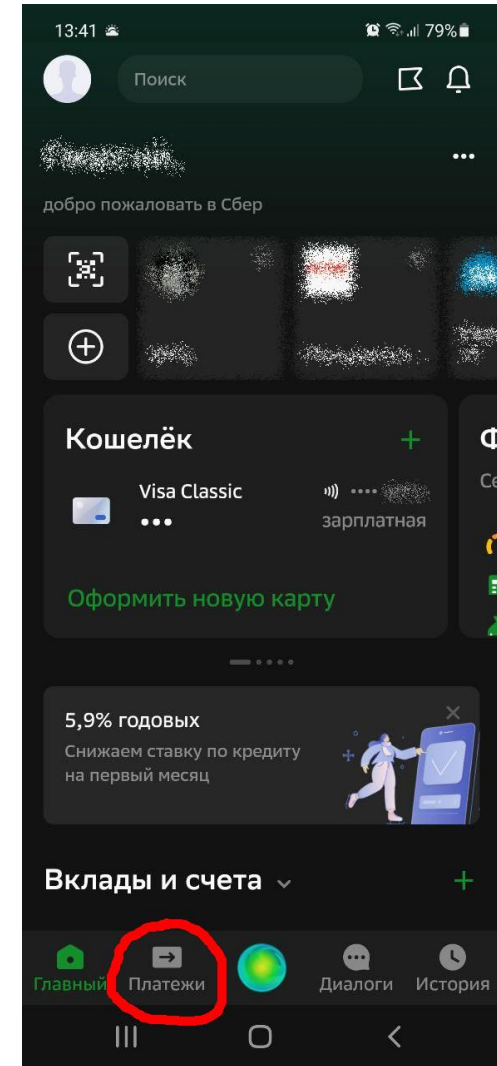 13:41
79%
Поиск
добро пожаловать в Сбер
Кошелёк
Visa Classic
зарплатная
Оформить новую карту
5,9% годовых
Снижаем ставку по кредиту
на первый месяц
Вклады и счета
Главный Платежи Диалоги История